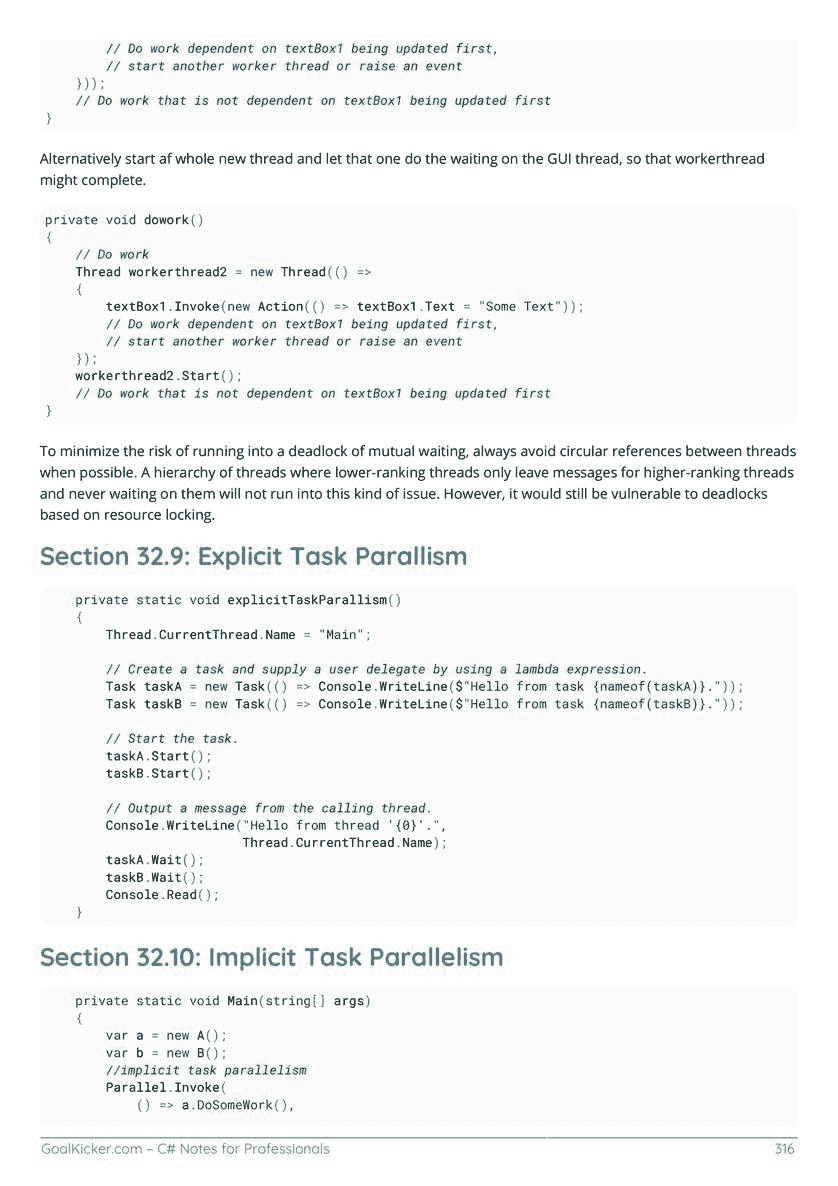 // Do work dependent on textBox1 being updated first,
        // start another worker thread or raise an event
    }));
    // Do work that is not dependent on textBox1 being updated first
}
Alternatively start af whole new thread and let that one do the waiting on the GUI thread, so that workerthread
might complete.
private void dowork()
{
    // Do work
    Thread workerthread2 = new Thread(() =>
    {
        textBox1.Invoke(new Action(() => textBox1.Text = "Some Text"));
        // Do work dependent on textBox1 being updated first,
        // start another worker thread or raise an event
    });
    workerthread2.Start();
    // Do work that is not dependent on textBox1 being updated first
}
To minimize the risk of running into a deadlock of mutual waiting, always avoid circular references between threads
when possible. A hierarchy of threads where lower-ranking threads only leave messages for higher-ranking threads
and never waiting on them will not run into this kind of issue. However, it would still be vulnerable to deadlocks
based on resource locking.
Section 32.9: Explicit Task Parallism
    private static void explicitTaskParallism()
    {
        Thread.CurrentThread.Name = "Main";
        // Create a task and supply a user delegate by using a lambda expression.
        Task taskA = new Task(() => Console.WriteLine($"Hello from task {nameof(taskA)}."));
        Task taskB = new Task(() => Console.WriteLine($"Hello from task {nameof(taskB)}."));
        // Start the task.
        taskA.Start();
        taskB.Start();
        // Output a message from the calling thread.
        Console.WriteLine("Hello from thread '{0}'.",
                          Thread.CurrentThread.Name);
        taskA.Wait();
        taskB.Wait();
        Console.Read();
    }
Section 32.10: Implicit Task Parallelism
    private static void Main(string[] args)
    {
        var a = new A();
        var b = new B();
        //implicit task parallelism
        Parallel.Invoke(
            () => a.DoSomeWork(),
GoalKicker.com – C# Notes for Professionals
316